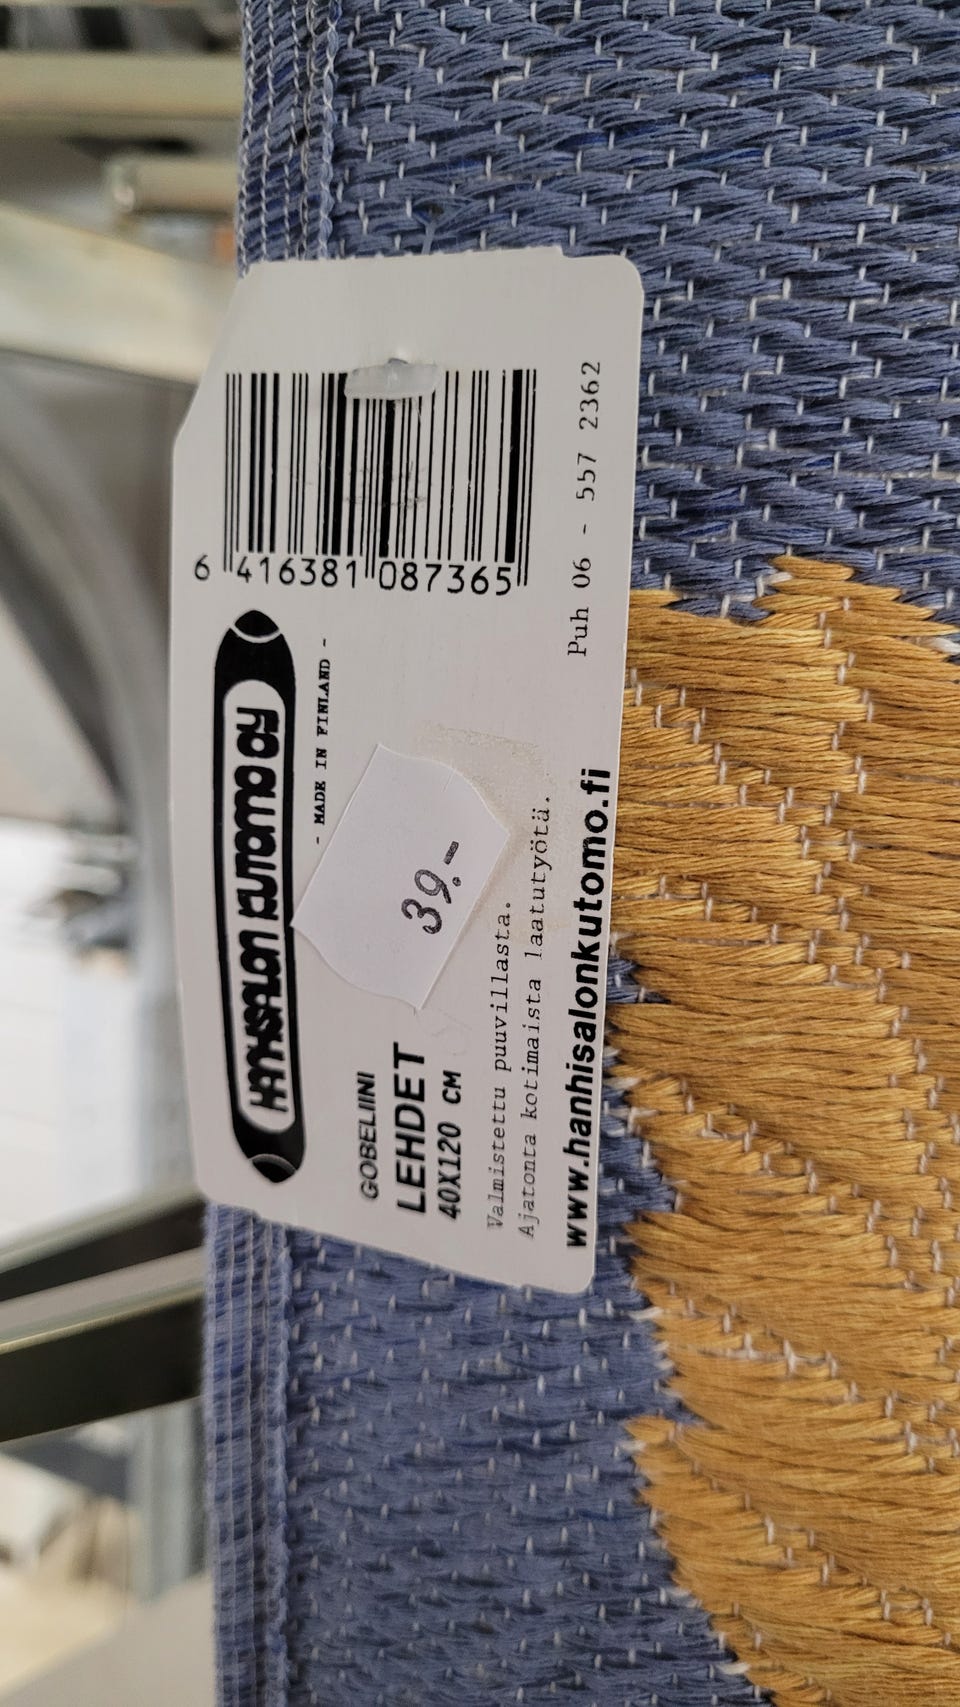 HANHISALON KUTOMO OY
- MADE IN FINLAND -
GOBELIINI
LEHDET
40X120 CM
39.-
Valmistettu puuvillasta.
Ajatonta kotimaista laatutyötä.
www.hanhisalonkutomo.fi
6 416381 087365
Puh 06 - 557 2362